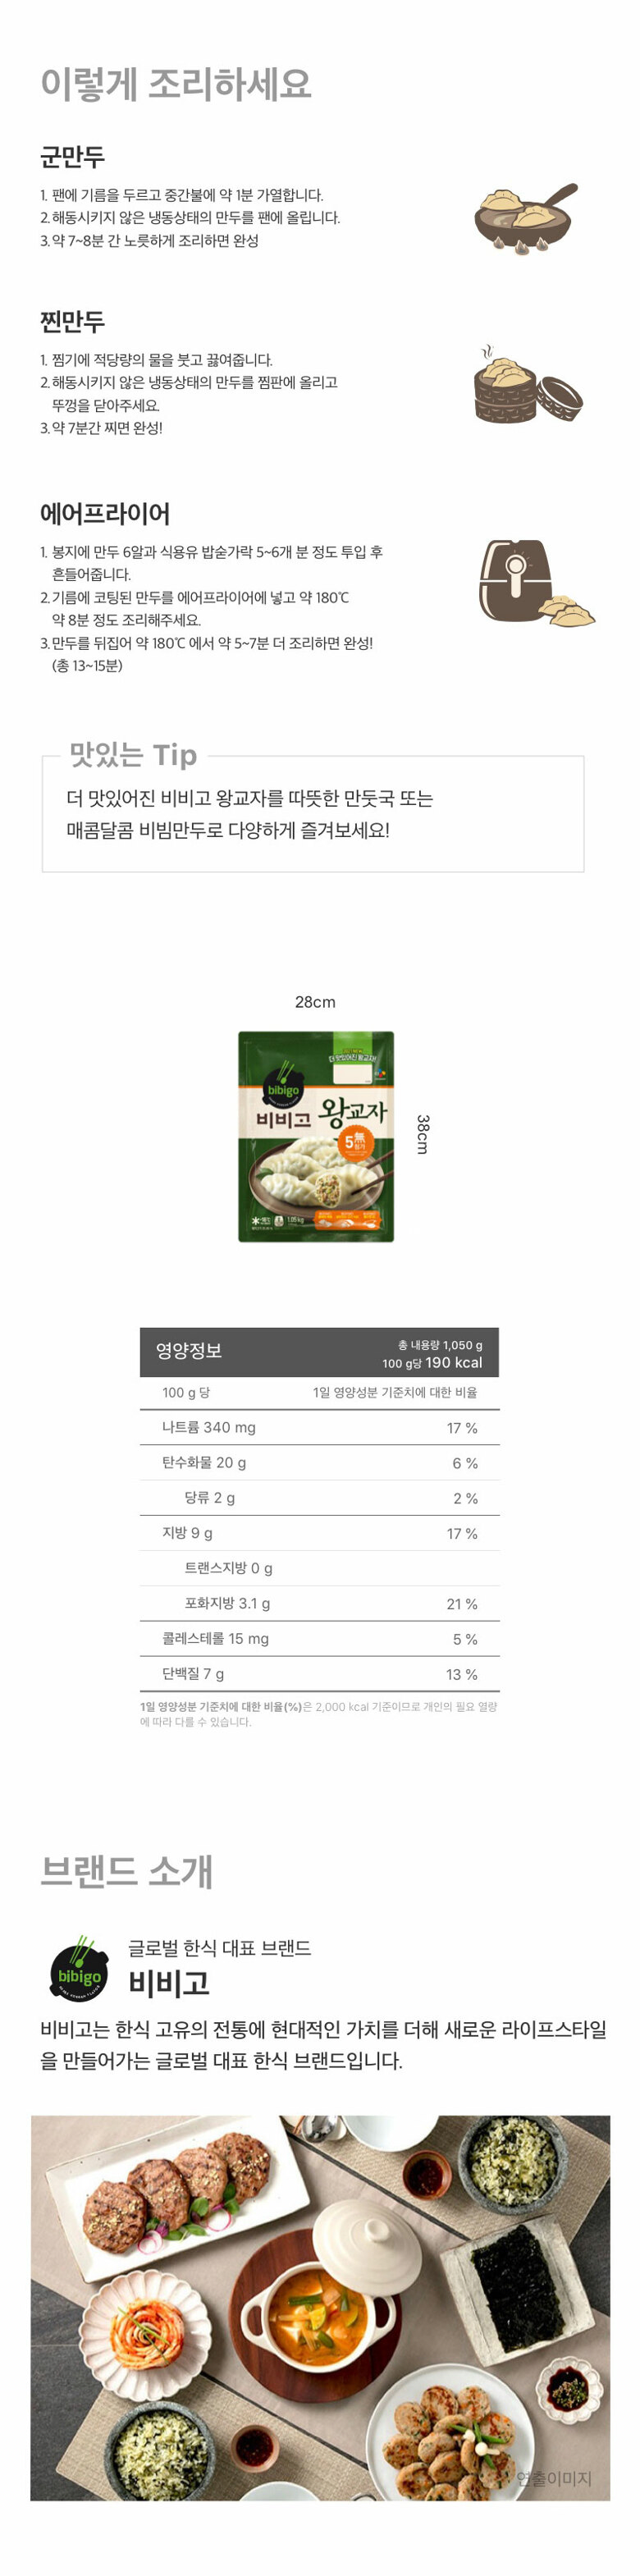 이렇게 조리하세요
군만두
1. 팬에 기름을 두르고 중간불에 약 1분 가열합니다.
2. 해동시키지 않은 냉동상태의 만두를 팬에 올립니다.
3. 약 7~8분 간 노릇하게 조리하면 완성
찐만두
1. 찜기에 적당량의 물을 붓고 끓여줍니다.
2. 해동시키지 않은 냉동상태의 만두를 찜판에 올리고
뚜껑을 닫아주세요.
3. 약 7분간 찌면 완성!
에어프라이어
1. 봉지에 만두 6알과 식용유 밥숟가락 5~6개 분 정도 투입 후
흔들어줍니다.
2. 기름에 코팅된 만두를 에어프라이어에 넣고 약 180℃
약 8분 정도 조리해주세요.
3. 만두를 뒤집어 약 180℃ 에서 약 5~7분 더 조리하면 완성!
(총 13~15분)
맛있는 Tip
더 맛있어진 비비고 왕교자를 따뜻한 만둣국 또는
매콤달콤 비빔만두로 다양하게 즐겨보세요!
28cm
더 맛있어진 왕교자!
bibigo
비비고 왕교자
38cm
5無
첨가
1.05kg
영양정보
총 내용량 1,050 g
100 g당 190 kcal
100 g 당 1일 영양성분 기준치에 대한 비율
나트륨 340 mg 17 %
탄수화물 20 g 6 %
당류 2 g 2 %
지방 9 g 17 %
트랜스지방 0 g
포화지방 3.1 g 21 %
콜레스테롤 15 mg 5 %
단백질 7 g 13 %
1일 영양성분 기준치에 대한 비율(%)은 2,000 kcal 기준이므로 개인의 필요 열량
에 따라 다를 수 있습니다.
브랜드 소개
글로벌 한식 대표 브랜드
bibigo
비비고
비비고는 한식 고유의 전통에 현대적인 가치를 더해 새로운 라이프스타일
을 만들어가는 글로벌 대표 한식 브랜드입니다.
연출이미지